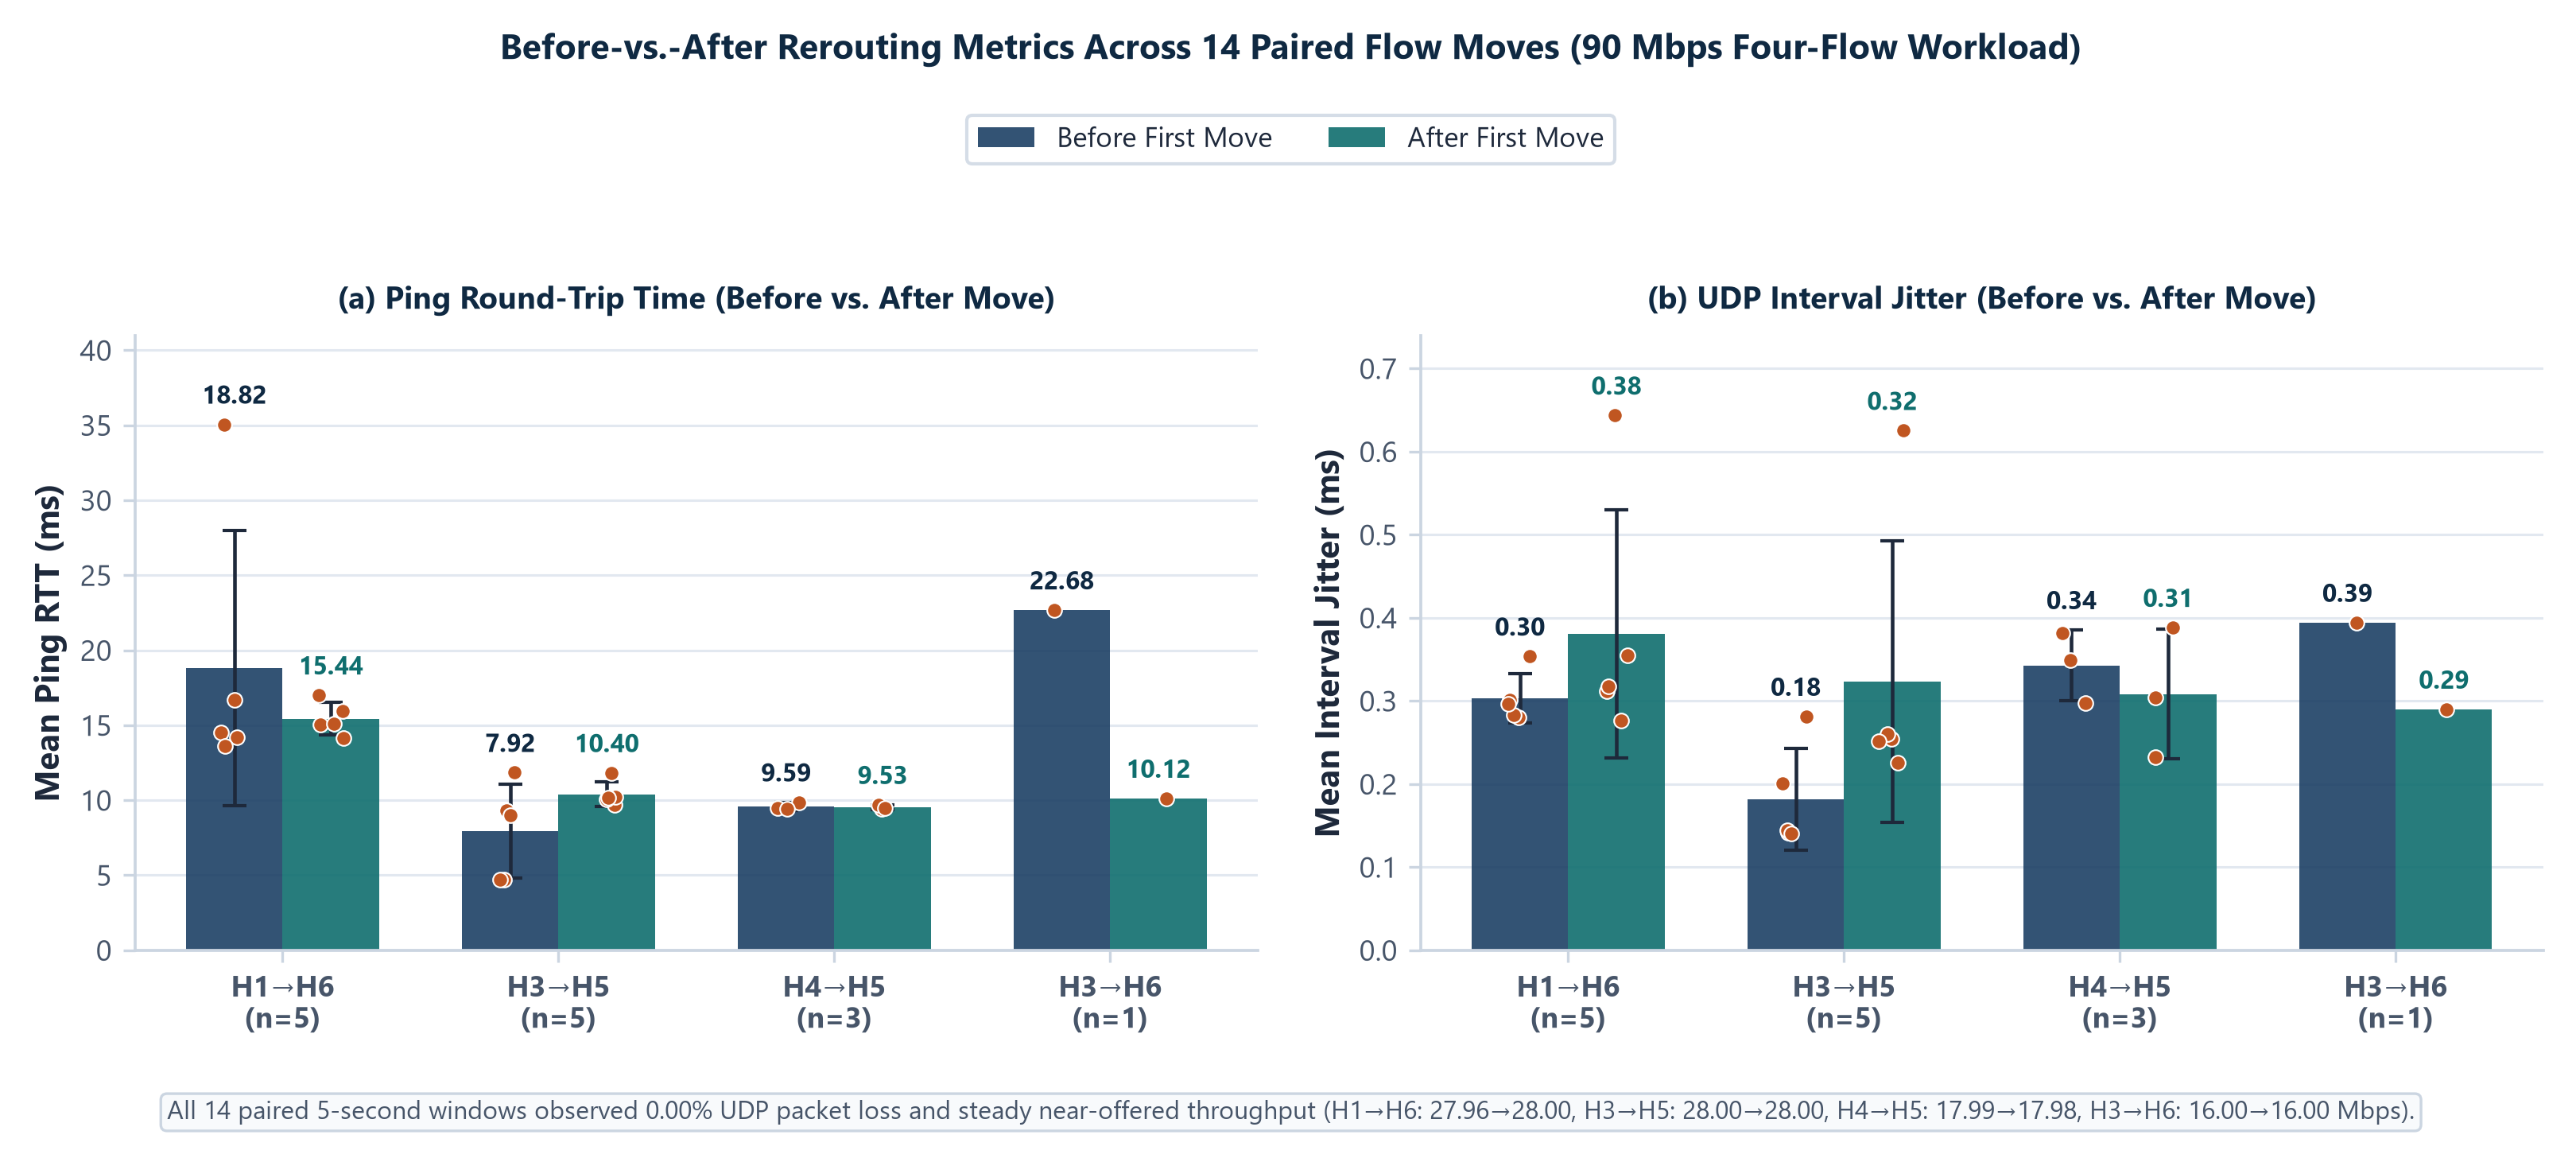 Before-vs.-After Rerouting Metrics Across 14 Paired Flow Moves (90 Mbps Four-Flow Workload)
Before First Move
After First Move
(a) Ping Round-Trip Time (Before vs. After Move)
Mean Ping RTT (ms)
40
35
30
25
20
15
10
5
0
18.82
15.44
7.92
10.40
9.59
9.53
22.68
10.12
H1→H6
(n=5)
H3→H5
(n=5)
H4→H5
(n=3)
H3→H6
(n=1)
(b) UDP Interval Jitter (Before vs. After Move)
Mean Interval Jitter (ms)
0.7
0.6
0.5
0.4
0.3
0.2
0.1
0.0
0.30
0.38
0.18
0.32
0.34
0.31
0.39
0.29
H1→H6
(n=5)
H3→H5
(n=5)
H4→H5
(n=3)
H3→H6
(n=1)
All 14 paired 5-second windows observed 0.00% UDP packet loss and steady near-offered throughput (H1→H6: 27.96→28.00, H3→H5: 28.00→28.00, H4→H5: 17.99→17.98, H3→H6: 16.00→16.00 Mbps).